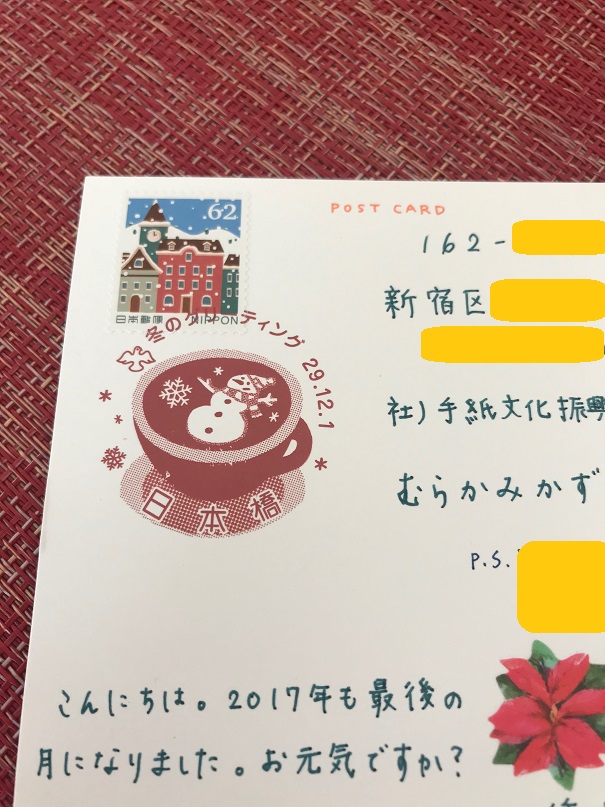 62
日本郵便 NIPPON
POST CARD
冬のグリーティング 29.12.1
日本橋
162-
新宿区
社)手紙文化振興
むらかみかず
P.S.
こんにちは。2017年も最後の
月になりました。お元気ですか?